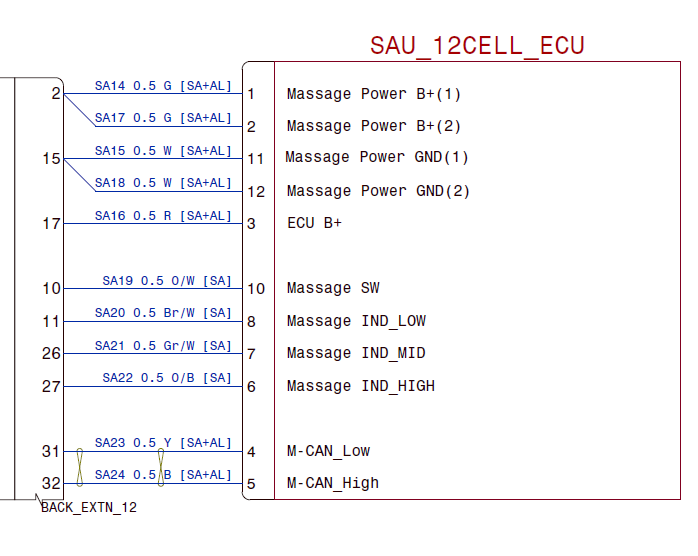 SAU_12CELL_ECU
2 SA14 0.5 G [SA+AL] 1 Massage Power B+(1)
SA17 0.5 G [SA+AL] 2 Massage Power B+(2)
15 SA15 0.5 W [SA+AL] 11 Massage Power GND(1)
SA18 0.5 W [SA+AL] 12 Massage Power GND(2)
17 SA16 0.5 R [SA+AL] 3 ECU B+
10 SA19 0.5 O/W [SA] 10 Massage SW
11 SA20 0.5 Br/W [SA] 8 Massage IND_LOW
26 SA21 0.5 Gr/W [SA] 7 Massage IND_MID
27 SA22 0.5 O/B [SA] 6 Massage IND_HIGH
31 SA23 0.5 Y [SA+AL] 4 M-CAN_Low
32 SA24 0.5 B [SA+AL] 5 M-CAN_High
BACK_EXTN_12